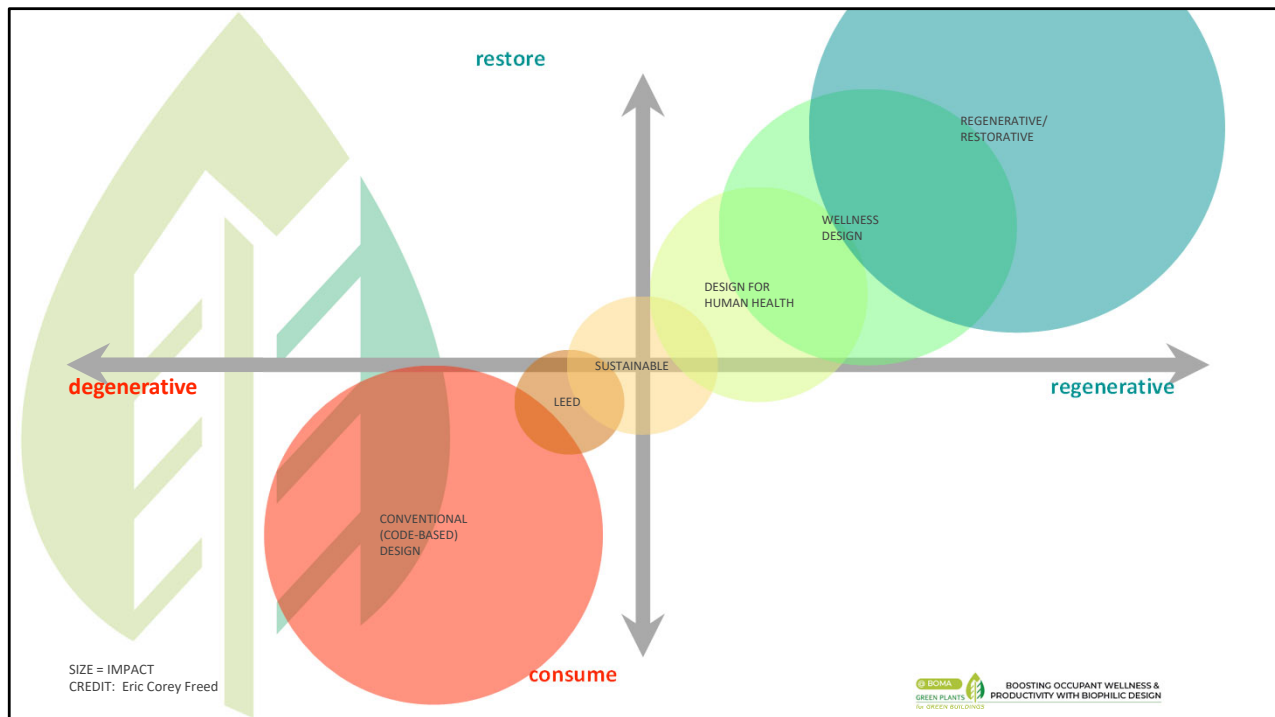 restore
REGENERATIVE/
RESTORATIVE
WELLNESS
DESIGN
DESIGN FOR
HUMAN HEALTH
SUSTAINABLE
degenerative
regenerative
LEED
CONVENTIONAL
(CODE-BASED)
DESIGN
consume
SIZE = IMPACT
CREDIT:  Eric Corey Freed
@ BOMA
GREEN PLANTS
for GREEN BUILDINGS
BOOSTING OCCUPANT WELLNESS &
PRODUCTIVITY WITH BIOPHILIC DESIGN